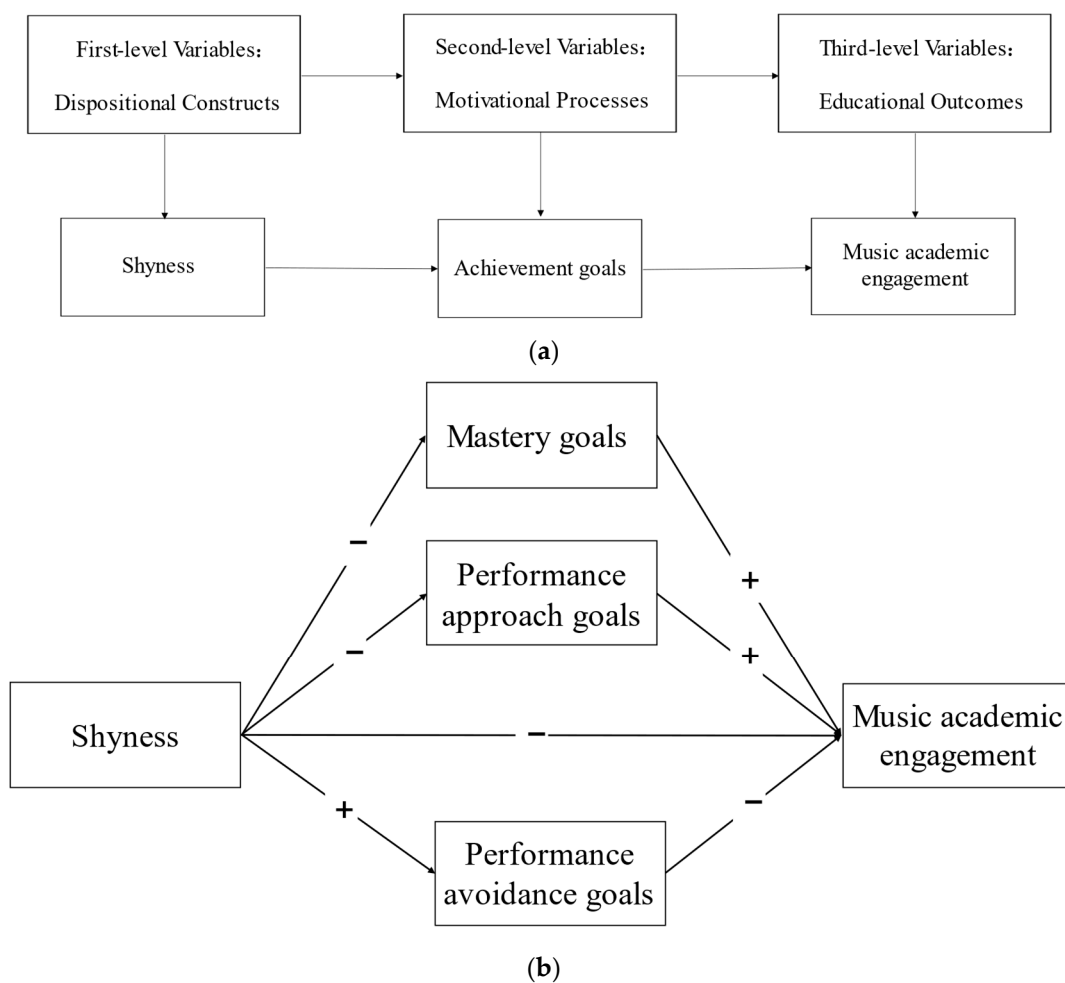 First-level Variables：
Dispositional Constructs
Second-level Variables：
Motivational Processes
Third-level Variables：
Educational Outcomes
Shyness
Achievement goals
Music academic
engagement
(a)
Mastery goals
−
+
Performance
approach goals
−
+
Shyness
−
Music academic
engagement
+
−
Performance
avoidance goals
(b)